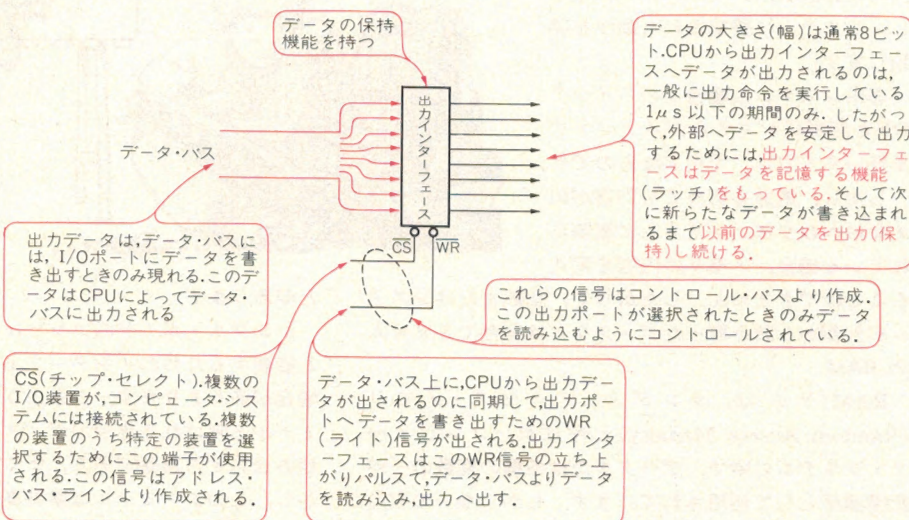 データの保持
機能を持つ
データの大きさ(幅)は通常8ビッ
ト.CPUから出力インターフェー
スへデータが出力されるのは,
一般に出力命令を実行している
1μs以下の期間のみ.したがっ
て,外部へデータを安定して出力
するためには,出力インターフェ
ースはデータを記憶する機能
(ラッチ)をもっている.そして次
に新らたなデータが書き込まれ
るまで以前のデータを出力(保
持)し続ける.
出力インターフェース
データ・バス
C̅S̅
W̅R̅
出力データは,データ・バスに
は,I/Oポートにデータを書
き出すときのみ現れる.このデ
ータはCPUによってデータ・
バスに出力される
これらの信号はコントロール・バスより作成.
この出力ポートが選択されたときのみデータ
を読み込むようにコントロールされている.
C̅S̅(チップ・セレクト).複数の
I/O装置が,コンピュータ・シス
テムには接続されている.複数
の装置のうち特定の装置を選
択するためにこの端子が使用
される.この信号はアドレス・
バス・ラインより作成される.
データ・バス上に,CPUから出力デー
タが出されるのに同期して,出力ポー
トへデータを書き出すためのWR
(ライト)信号が出される.出力インタ
ーフェースはこのWR信号の立ち上
がりパルスで,データ・バスよりデータ
を読み込み,出力へ出す.